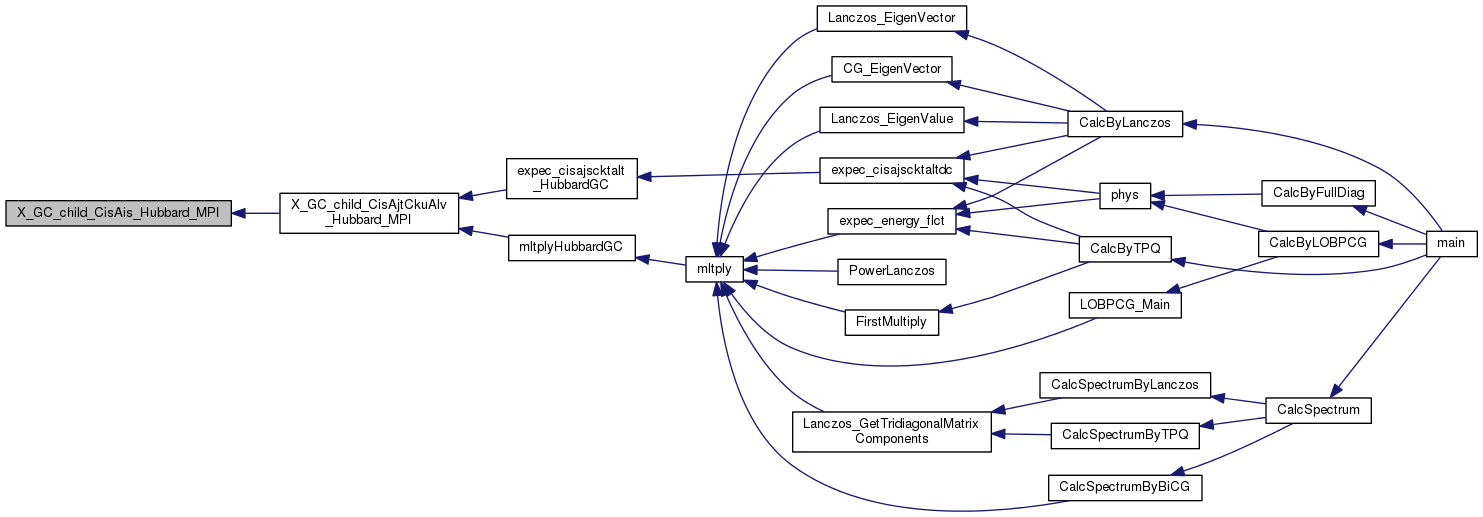 X_GC_child_CisAis_Hubbard_MPI
X_GC_child_CisAjtCkuAlv
_Hubbard_MPI
expec_cisajscktalt
_HubbardGC
mltplyHubbardGC
mltply
Lanczos_EigenVector
CG_EigenVector
Lanczos_EigenValue
expec_cisajscktaltdc
expec_energy_flct
PowerLanczos
FirstMultiply
Lanczos_GetTridiagonalMatrix
Components
CalcByLanczos
phys
CalcByTPQ
LOBPCG_Main
CalcSpectrumByLanczos
CalcSpectrumByTPQ
CalcSpectrumByBiCG
CalcByFullDiag
CalcByLOBPCG
CalcSpectrum
main